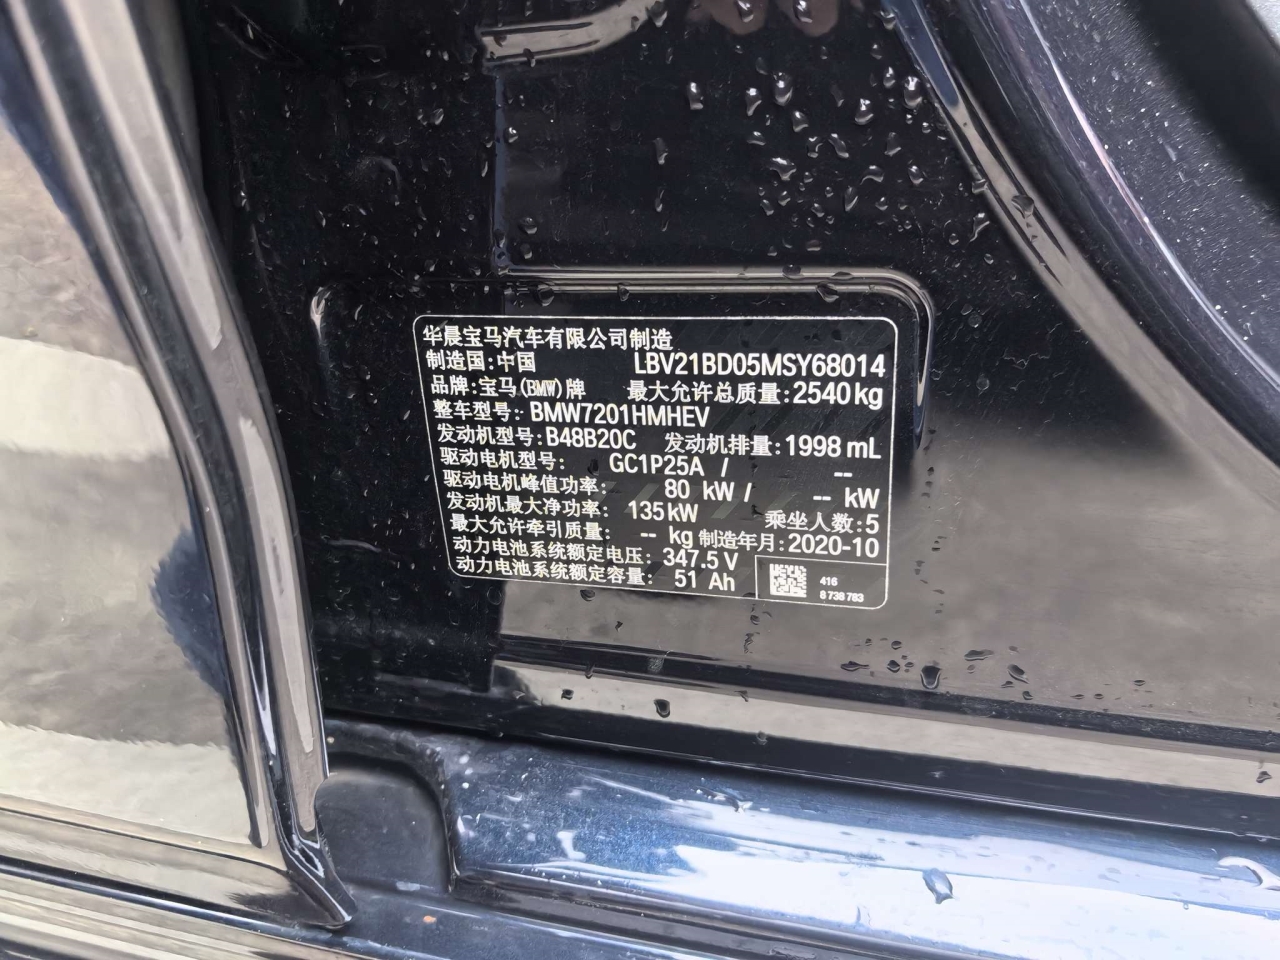 华晨宝马汽车有限公司制造
制造国:中国 LBV21BD05MSY68014
品牌:宝马(BMW)牌 最大允许总质量:2540kg
整车型号: BMW7201HMHEV
发动机型号:B48B20C 发动机排量:1998 mL
驱动电机型号: GC1P25A / --
驱动电机峰值功率: 80 kW / -- kW
发动机最大净功率: 135kW 乘坐人数:5
最大允许牵引质量: -- kg 制造年月:2020-10
动力电池系统额定电压: 347.5 V
动力电池系统额定容量: 51 Ah
416
8 738 783